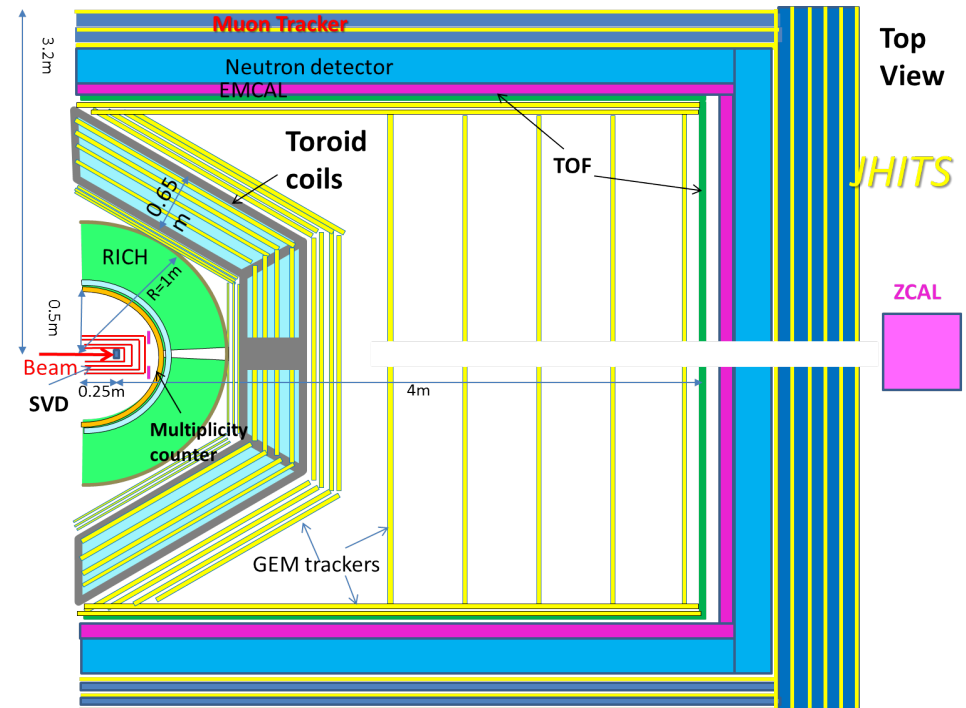 Muon Tracker
Top
View
3.2m
Neutron detector
EMCAL
Toroid
coils
TOF
JHITS
0.65
m
RICH
R=1m
ZCAL
0.5m
Beam
0.25m
4m
SVD
Multiplicity
counter
GEM trackers